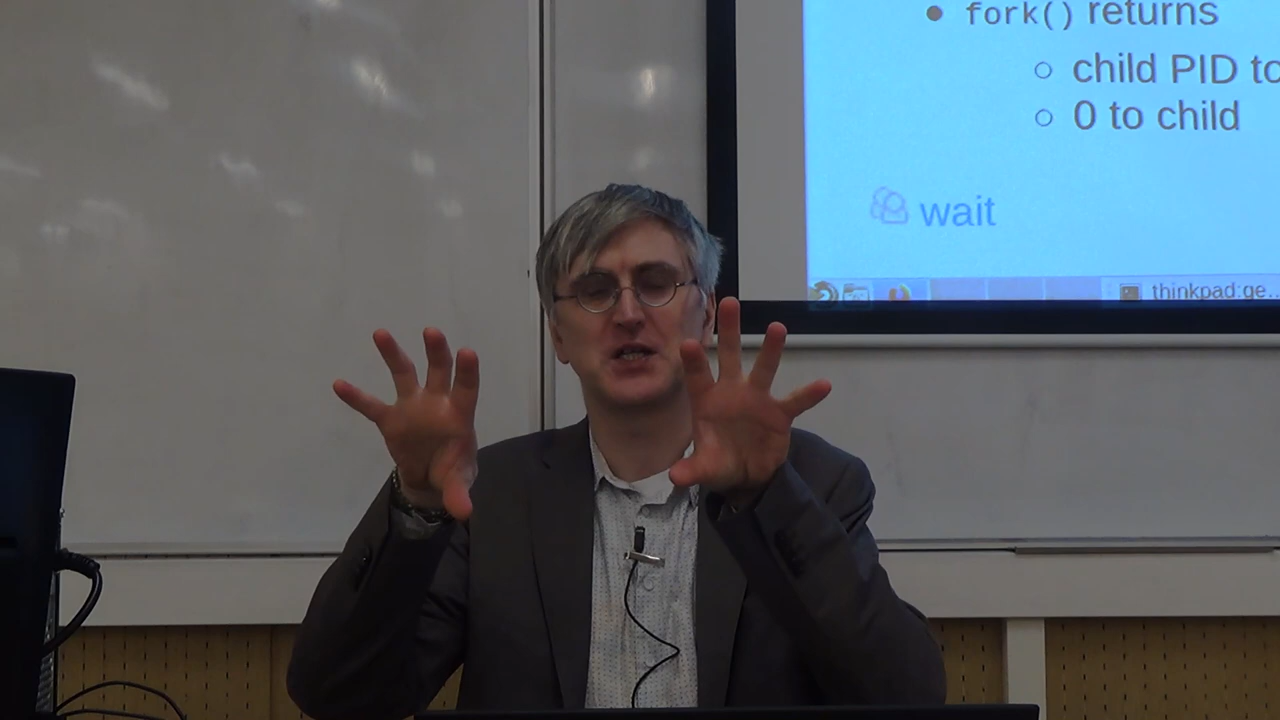 • fork() returns
○ child PID to
○ 0 to child
wait
thinkpad:ge...